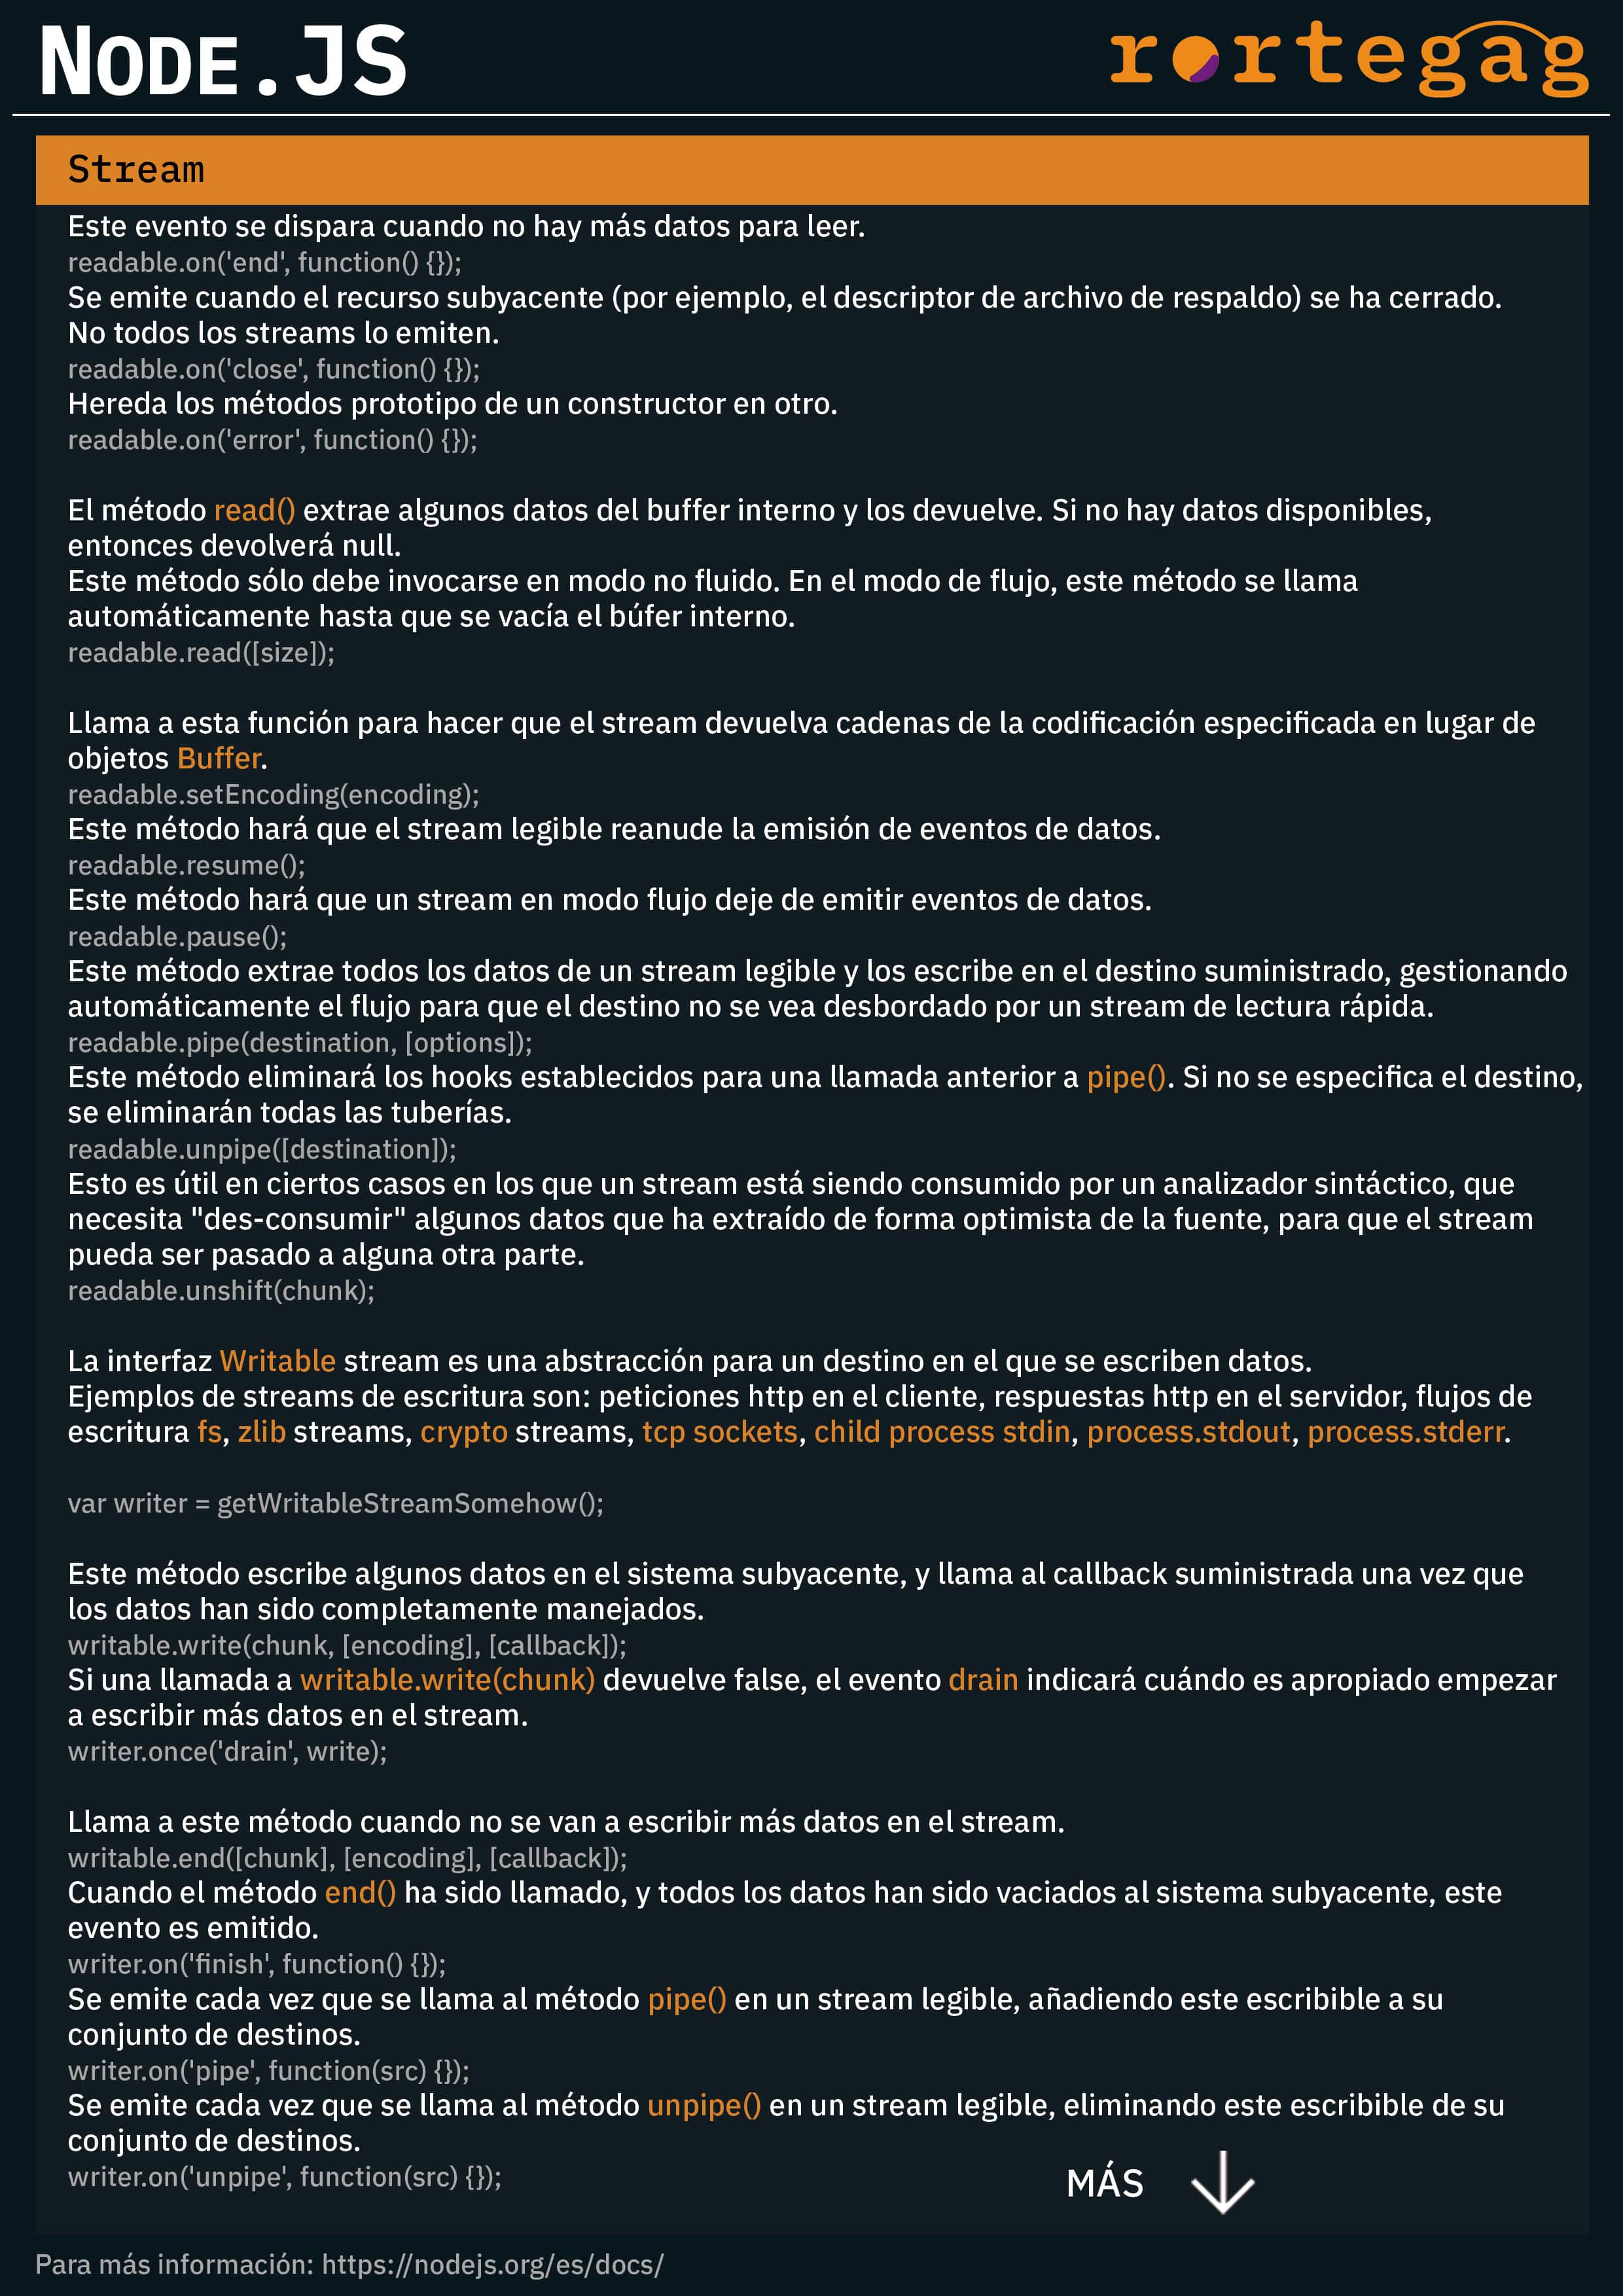 NODE.JS
rortegag
Stream
Este evento se dispara cuando no hay más datos para leer.
readable.on('end', function() {});
Se emite cuando el recurso subyacente (por ejemplo, el descriptor de archivo de respaldo) se ha cerrado.
No todos los streams lo emiten.
readable.on('close', function() {});
Hereda los métodos prototipo de un constructor en otro.
readable.on('error', function() {});
El método read() extrae algunos datos del buffer interno y los devuelve. Si no hay datos disponibles,
entonces devolverá null.
Este método sólo debe invocarse en modo no fluido. En el modo de flujo, este método se llama
automáticamente hasta que se vacía el búfer interno.
readable.read([size]);
Llama a esta función para hacer que el stream devuelva cadenas de la codificación especificada en lugar de
objetos Buffer.
readable.setEncoding(encoding);
Este método hará que el stream legible reanude la emisión de eventos de datos.
readable.resume();
Este método hará que un stream en modo flujo deje de emitir eventos de datos.
readable.pause();
Este método extrae todos los datos de un stream legible y los escribe en el destino suministrado, gestionando
automáticamente el flujo para que el destino no se vea desbordado por un stream de lectura rápida.
readable.pipe(destination, [options]);
Este método eliminará los hooks establecidos para una llamada anterior a pipe(). Si no se especifica el destino,
se eliminarán todas las tuberías.
readable.unpipe([destination]);
Esto es útil en ciertos casos en los que un stream está siendo consumido por un analizador sintáctico, que
necesita "des-consumir" algunos datos que ha extraído de forma optimista de la fuente, para que el stream
pueda ser pasado a alguna otra parte.
readable.unshift(chunk);
La interfaz Writable stream es una abstracción para un destino en el que se escriben datos.
Ejemplos de streams de escritura son: peticiones http en el cliente, respuestas http en el servidor, flujos de
escritura fs, zlib streams, crypto streams, tcp sockets, child process stdin, process.stdout, process.stderr.
var writer = getWritableStreamSomehow();
Este método escribe algunos datos en el sistema subyacente, y llama al callback suministrada una vez que
los datos han sido completamente manejados.
writable.write(chunk, [encoding], [callback]);
Si una llamada a writable.write(chunk) devuelve false, el evento drain indicará cuándo es apropiado empezar
a escribir más datos en el stream.
writer.once('drain', write);
Llama a este método cuando no se van a escribir más datos en el stream.
writable.end([chunk], [encoding], [callback]);
Cuando el método end() ha sido llamado, y todos los datos han sido vaciados al sistema subyacente, este
evento es emitido.
writer.on('finish', function() {});
Se emite cada vez que se llama al método pipe() en un stream legible, añadiendo este escribible a su
conjunto de destinos.
writer.on('pipe', function(src) {});
Se emite cada vez que se llama al método unpipe() en un stream legible, eliminando este escribible de su
conjunto de destinos.
writer.on('unpipe', function(src) {});
MÁS
Para más información: https://nodejs.org/es/docs/